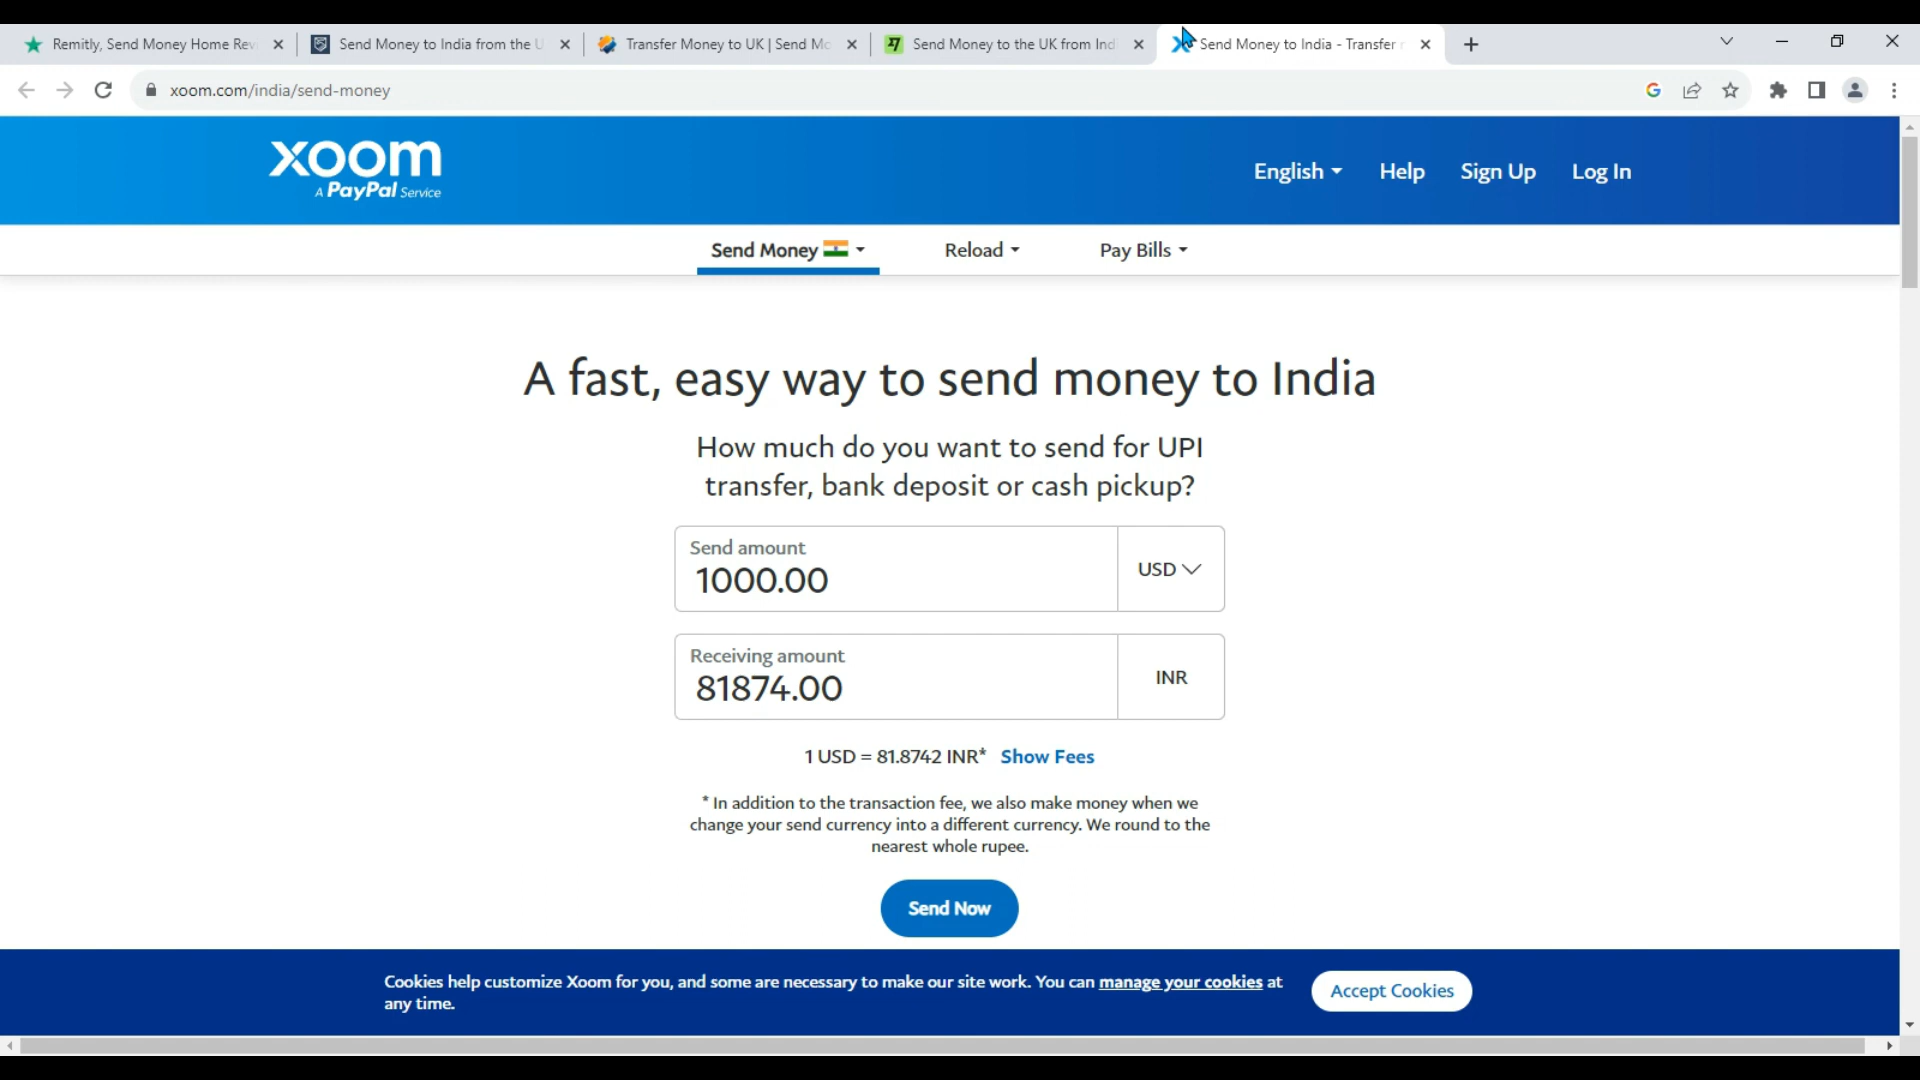 Remitly, Send Money Home Rev
Send Money to India from the U
Transfer Money to UK | Send Mo
Send Money to the UK from Ind
Send Money to India - Transfer
xoom.com/india/send-money
xoom
A PayPal Service
English
Help
Sign Up
Log In
Send Money
Reload
Pay Bills
A fast, easy way to send money to India
How much do you want to send for UPI
transfer, bank deposit or cash pickup?
Send amount
1000.00
USD
Receiving amount
81874.00
INR
1 USD = 81.8742 INR* Show Fees
* In addition to the transaction fee, we also make money when we
change your send currency into a different currency. We round to the
nearest whole rupee.
Send Now
Cookies help customize Xoom for you, and some are necessary to make our site work. You can manage your cookies at
any time.
Accept Cookies